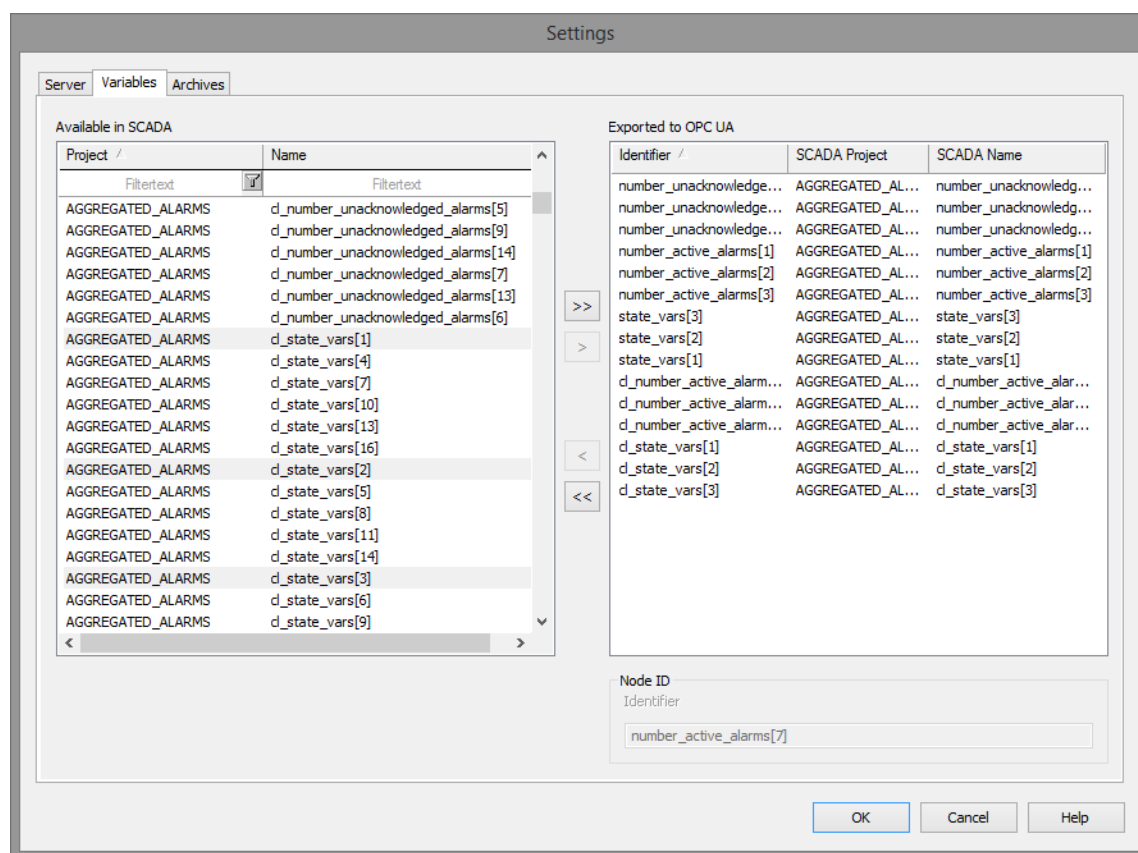 Settings
Server Variables Archives
Available in SCADA
Project Name
Filtertext Filtertext
AGGREGATED_ALARMS cl_number_unacknowledged_alarms[5]
AGGREGATED_ALARMS cl_number_unacknowledged_alarms[9]
AGGREGATED_ALARMS cl_number_unacknowledged_alarms[14]
AGGREGATED_ALARMS cl_number_unacknowledged_alarms[7]
AGGREGATED_ALARMS cl_number_unacknowledged_alarms[13]
AGGREGATED_ALARMS cl_number_unacknowledged_alarms[6]
AGGREGATED_ALARMS cl_state_vars[1]
AGGREGATED_ALARMS cl_state_vars[4]
AGGREGATED_ALARMS cl_state_vars[7]
AGGREGATED_ALARMS cl_state_vars[10]
AGGREGATED_ALARMS cl_state_vars[13]
AGGREGATED_ALARMS cl_state_vars[16]
AGGREGATED_ALARMS cl_state_vars[2]
AGGREGATED_ALARMS cl_state_vars[5]
AGGREGATED_ALARMS cl_state_vars[8]
AGGREGATED_ALARMS cl_state_vars[11]
AGGREGATED_ALARMS cl_state_vars[14]
AGGREGATED_ALARMS cl_state_vars[3]
AGGREGATED_ALARMS cl_state_vars[6]
AGGREGATED_ALARMS cl_state_vars[9]
>>
>
<
<<
Exported to OPC UA
Identifier SCADA Project SCADA Name
number_unacknowledge... AGGREGATED_AL... number_unacknowledg...
number_unacknowledge... AGGREGATED_AL... number_unacknowledg...
number_unacknowledge... AGGREGATED_AL... number_unacknowledg...
number_active_alarms[1] AGGREGATED_AL... number_active_alarms[1]
number_active_alarms[2] AGGREGATED_AL... number_active_alarms[2]
number_active_alarms[3] AGGREGATED_AL... number_active_alarms[3]
state_vars[3] AGGREGATED_AL... state_vars[3]
state_vars[2] AGGREGATED_AL... state_vars[2]
state_vars[1] AGGREGATED_AL... state_vars[1]
cl_number_active_alarm... AGGREGATED_AL... cl_number_active_alar...
cl_number_active_alarm... AGGREGATED_AL... cl_number_active_alar...
cl_number_active_alarm... AGGREGATED_AL... cl_number_active_alar...
cl_state_vars[1] AGGREGATED_AL... cl_state_vars[1]
cl_state_vars[2] AGGREGATED_AL... cl_state_vars[2]
cl_state_vars[3] AGGREGATED_AL... cl_state_vars[3]
Node ID
Identifier
number_active_alarms[7]
OK Cancel Help